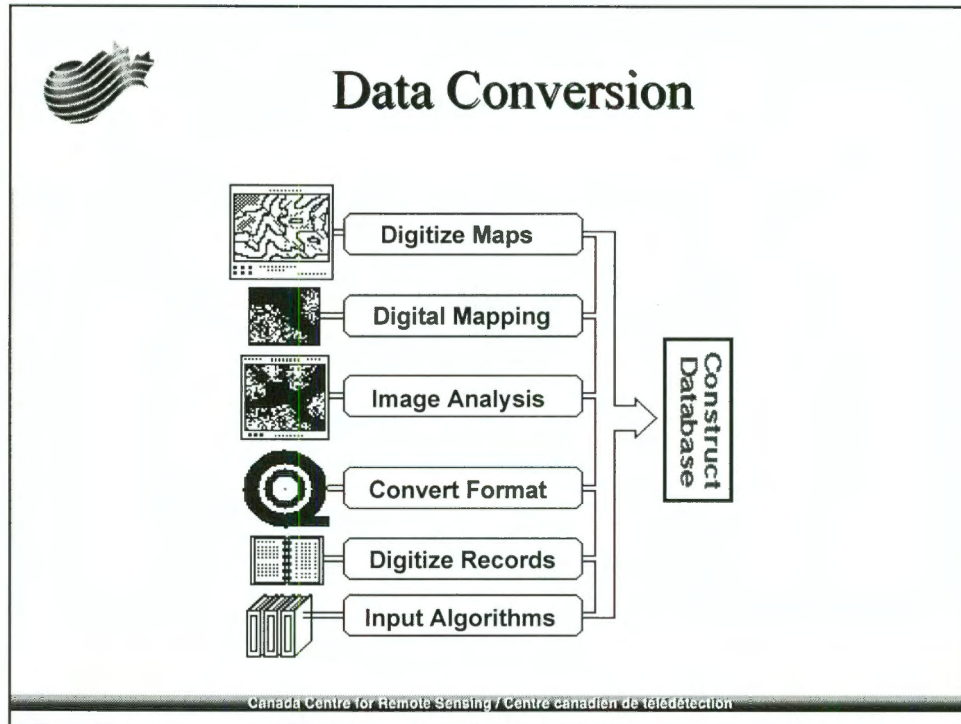 Data Conversion
Digitize Maps
Digital Mapping
Image Analysis
Convert Format
Digitize Records
Input Algorithms
Construct
Database
Canada Centre for Remote Sensing / Centre canadien de télédétection